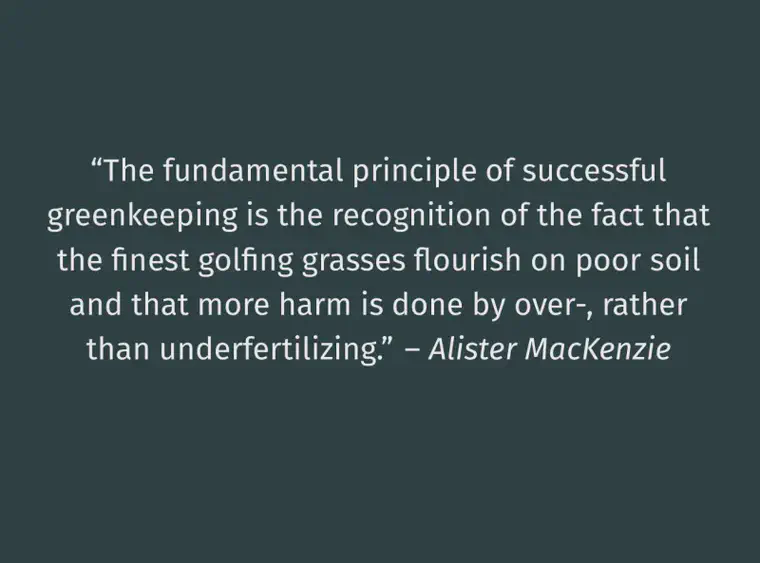 “The fundamental principle of successful
greenkeeping is the recognition of the fact that
the finest golfing grasses flourish on poor soil
and that more harm is done by over-, rather
than underfertilizing.” – Alister MacKenzie